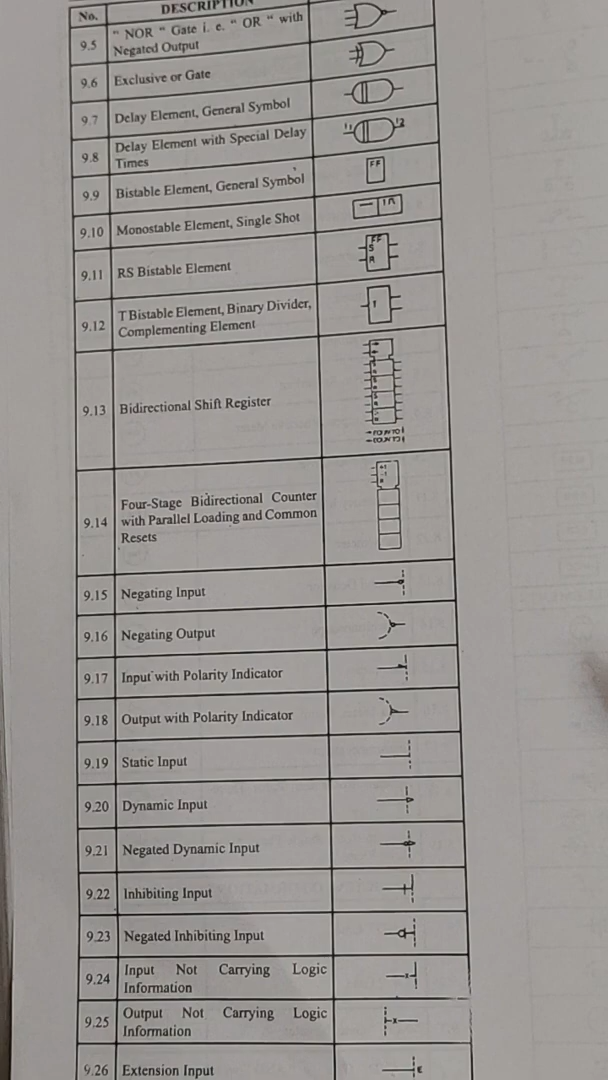 No.
DESCRIPTION
9.5
" NOR " Gate i. e. " OR " with
Negated Output
9.6
Exclusive or Gate
9.7
Delay Element, General Symbol
9.8
Delay Element with Special Delay
Times
9.9
Bistable Element, General Symbol
FF
9.10
Monostable Element, Single Shot
9.11
RS Bistable Element
FF
S
R
9.12
T Bistable Element, Binary Divider,
Complementing Element
9.13
Bidirectional Shift Register
9.14
Four-Stage Bidirectional Counter
with Parallel Loading and Common
Resets
9.15
Negating Input
9.16
Negating Output
9.17
Input with Polarity Indicator
9.18
Output with Polarity Indicator
9.19
Static Input
9.20
Dynamic Input
9.21
Negated Dynamic Input
9.22
Inhibiting Input
9.23
Negated Inhibiting Input
9.24
Input Not Carrying Logic
Information
9.25
Output Not Carrying Logic
Information
x
9.26
Extension Input
E